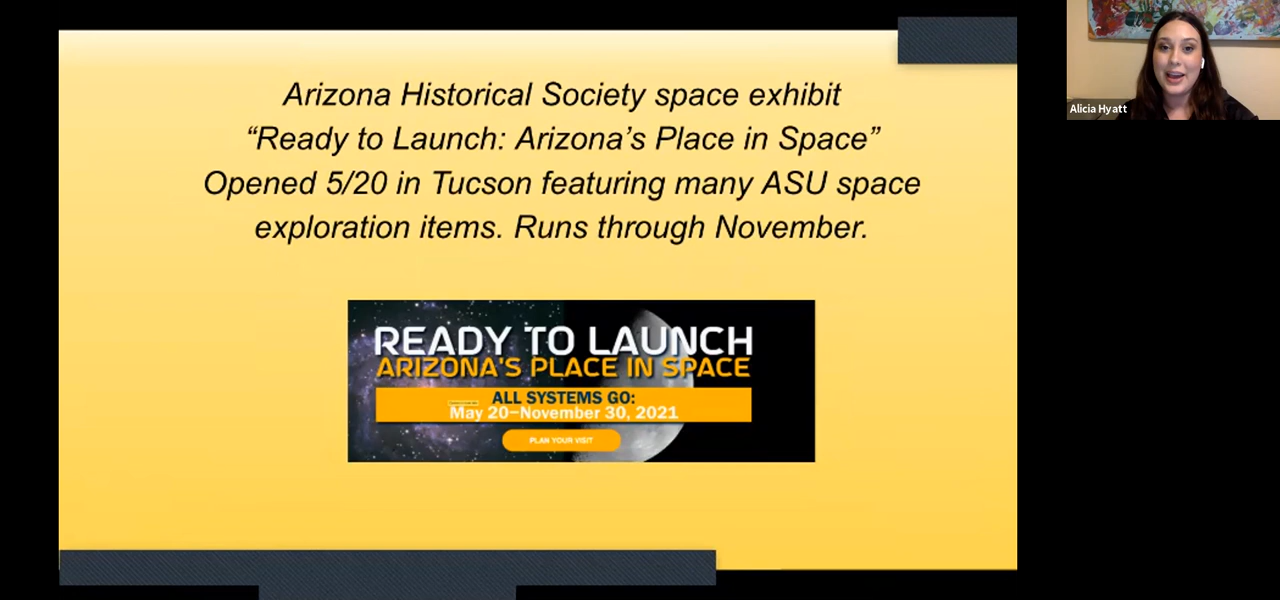 Arizona Historical Society space exhibit
“Ready to Launch: Arizona’s Place in Space”
Opened 5/20 in Tucson featuring many ASU space
exploration items. Runs through November.
READY TO LAUNCH
ARIZONA'S PLACE IN SPACE
ALL SYSTEMS GO:
May 20–November 30, 2021
PLAN YOUR VISIT
Alicia Hyatt